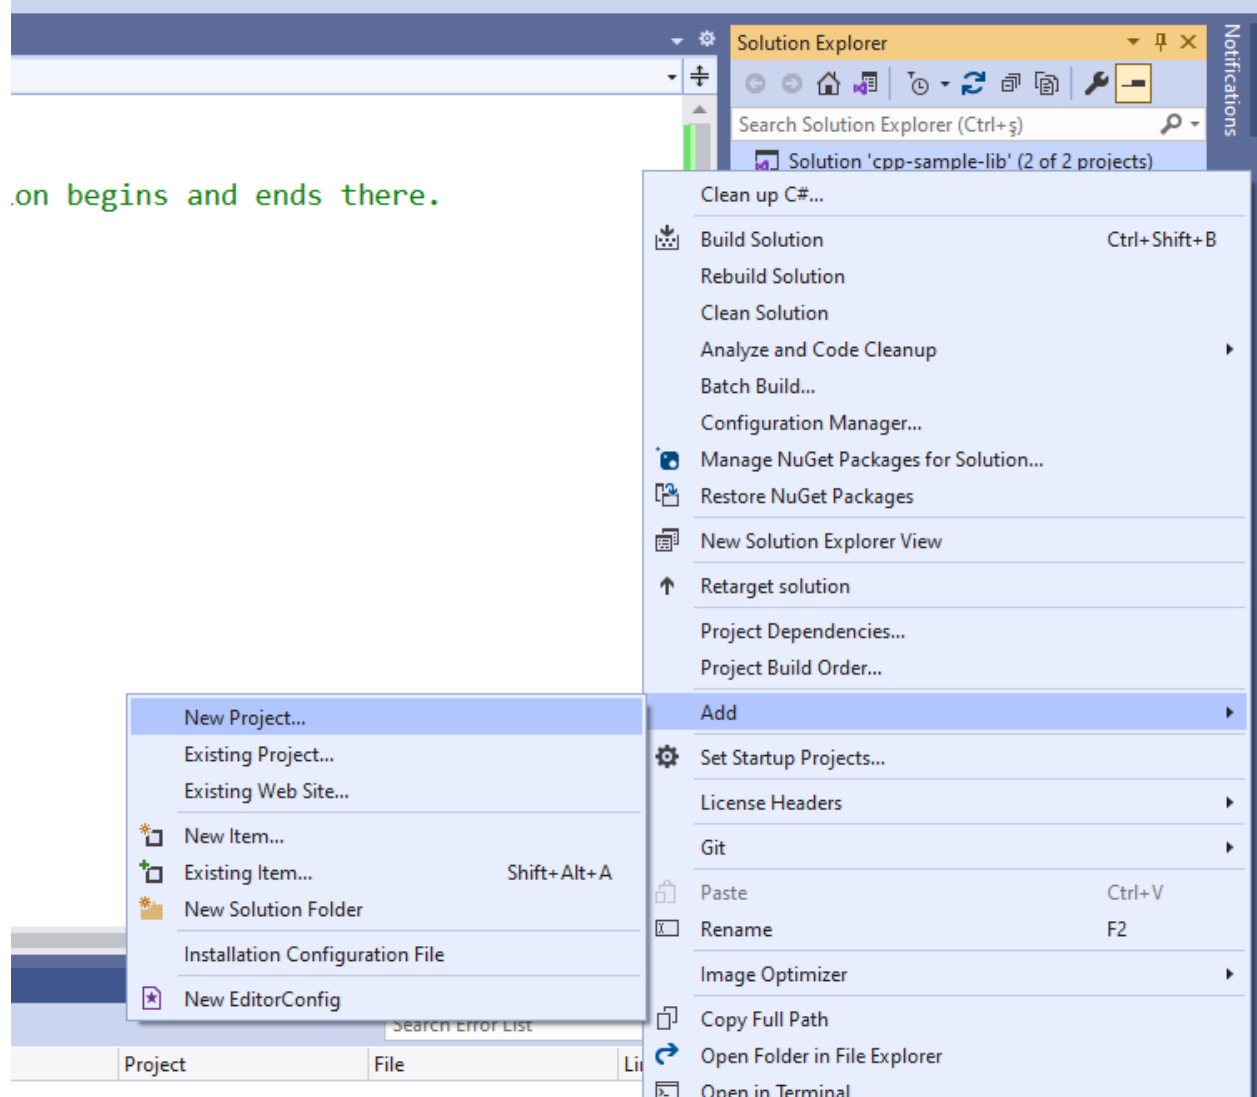 Solution Explorer
Notifications
Search Solution Explorer (Ctrl+ş)
Solution 'cpp-sample-lib' (2 of 2 projects)
on begins and ends there.
Clean up C#...
Build Solution Ctrl+Shift+B
Rebuild Solution
Clean Solution
Analyze and Code Cleanup
Batch Build...
Configuration Manager...
Manage NuGet Packages for Solution...
Restore NuGet Packages
New Solution Explorer View
Retarget solution
Project Dependencies...
Project Build Order...
Add
Set Startup Projects...
License Headers
Git
Paste Ctrl+V
Rename F2
Image Optimizer
Copy Full Path
Open Folder in File Explorer
Open in Terminal
New Project...
Existing Project...
Existing Web Site...
New Item...
Existing Item... Shift+Alt+A
New Solution Folder
Installation Configuration File
New EditorConfig
Search Error List
Project File Li